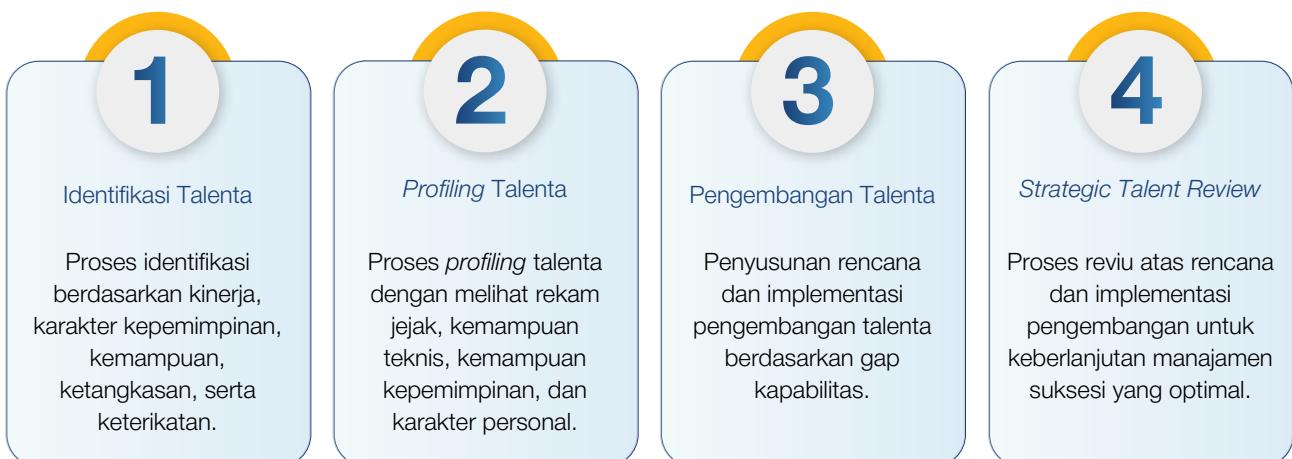 1
Identifikasi Talenta
Proses identifikasi
berdasarkan kinerja,
karakter kepemimpinan,
kemampuan,
ketangkasan, serta
keterikatan.
2
Profiling Talenta
Proses profiling talenta
dengan melihat rekam
jejak, kemampuan
teknis, kemampuan
kepemimpinan, dan
karakter personal.
3
Pengembangan Talenta
Penyusunan rencana
dan implementasi
pengembangan talenta
berdasarkan gap
kapabilitas.
4
Strategic Talent Review
Proses reviu atas rencana
dan implementasi
pengembangan untuk
keberlanjutan manajamen
suksesi yang optimal.